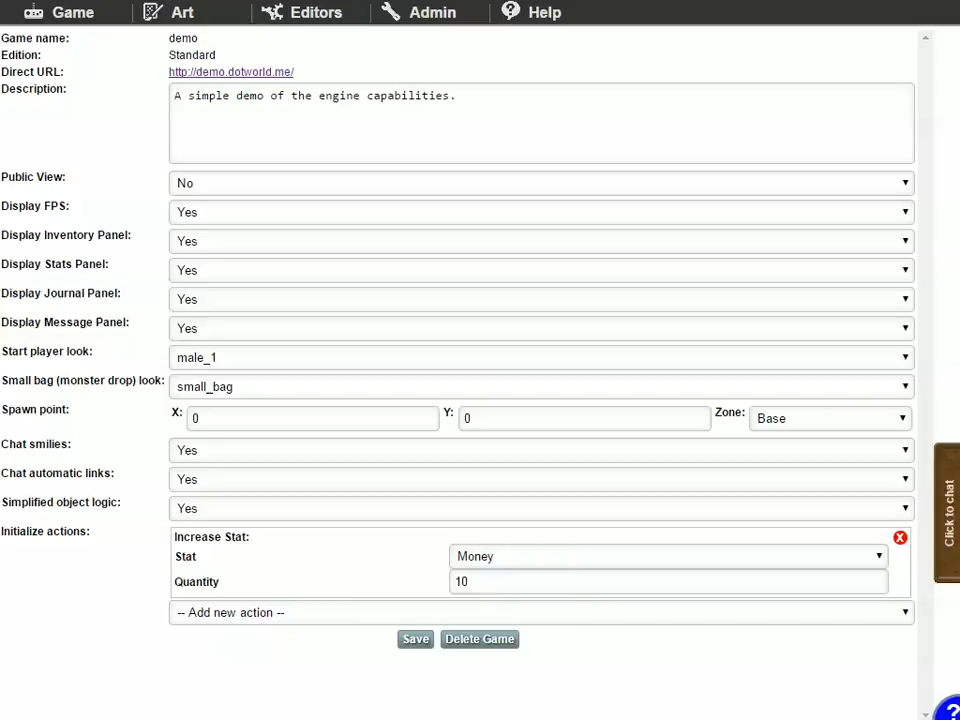 Game Art Editors Admin Help
Game name: demo
Edition: Standard
Direct URL: http://demo.dotworld.me/
Description: A simple demo of the engine capabilities.
Public View: No
Display FPS: Yes
Display Inventory Panel: Yes
Display Stats Panel: Yes
Display Journal Panel: Yes
Display Message Panel: Yes
Start player look: male_1
Small bag (monster drop) look: small_bag
Spawn point: X: 0 Y: 0 Zone: Base
Chat smilies: Yes
Chat automatic links: Yes
Simplified object logic: Yes
Initialize actions: Increase Stat: X
Stat Money
Quantity 10
-- Add new action --
Save Delete Game
Click to chat
?